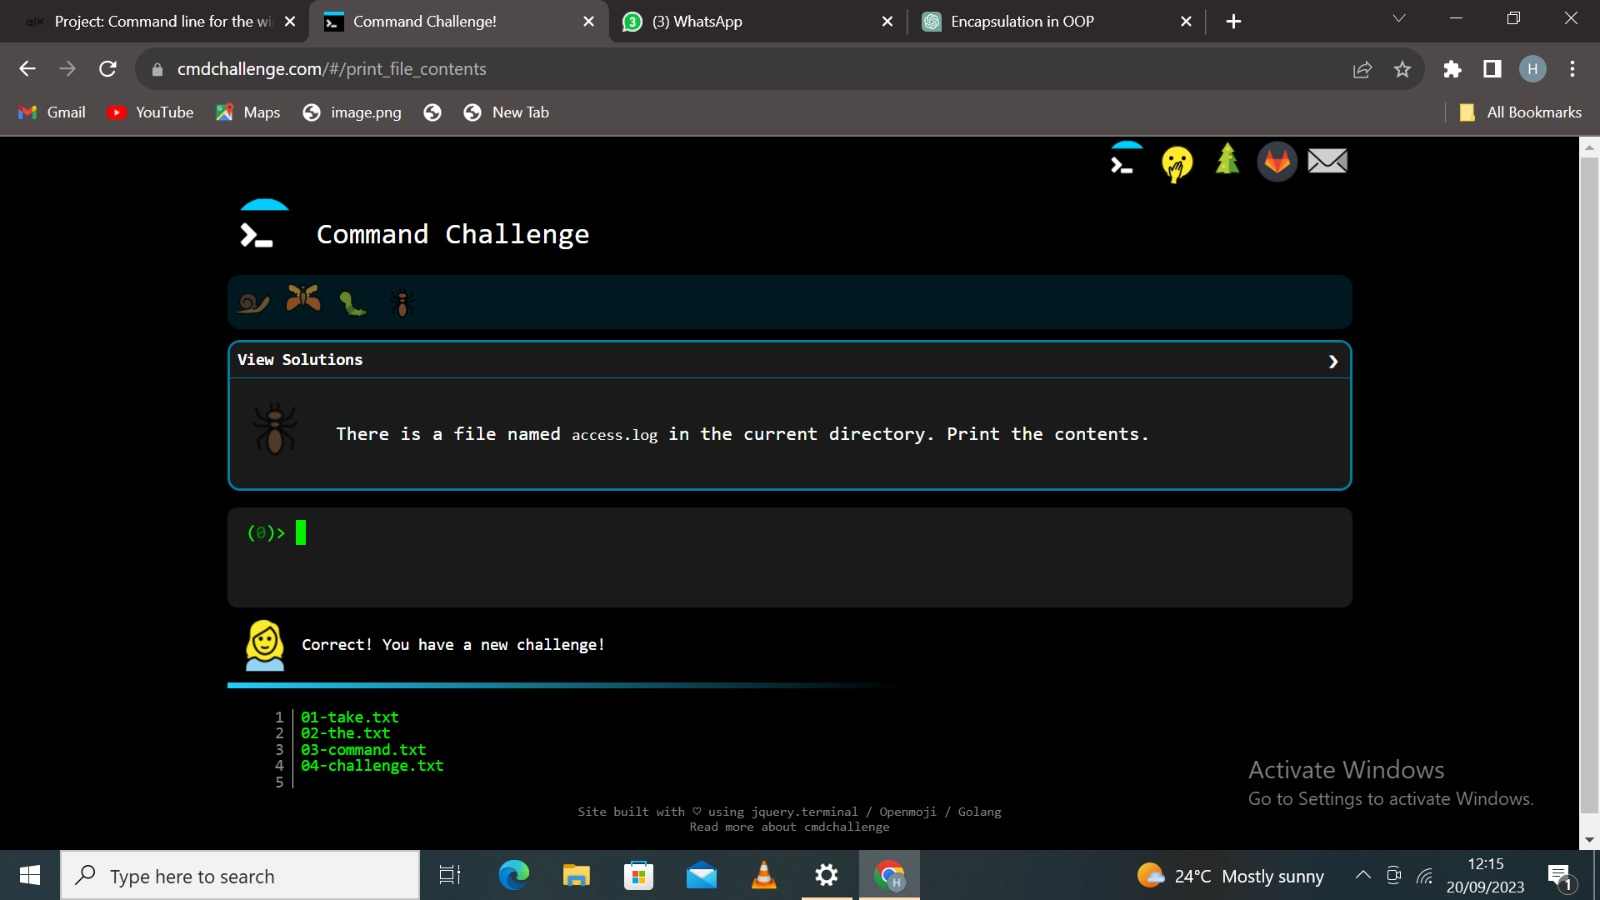 Project: Command line for the wi
Command Challenge!
3 (3) WhatsApp
Encapsulation in OOP
cmdchallenge.com/#/print_file_contents
H
Gmail
YouTube
Maps
image.png
New Tab
All Bookmarks
Command Challenge
View Solutions
There is a file named access.log in the current directory. Print the contents.
(0)>
Correct! You have a new challenge!
1 01-take.txt
2 02-the.txt
3 03-command.txt
4 04-challenge.txt
5
Activate Windows
Go to Settings to activate Windows.
Site built with ♡ using jquery.terminal / Openmoji / Golang
Read more about cmdchallenge
Type here to search
H
24°C Mostly sunny
12:15
20/09/2023
1